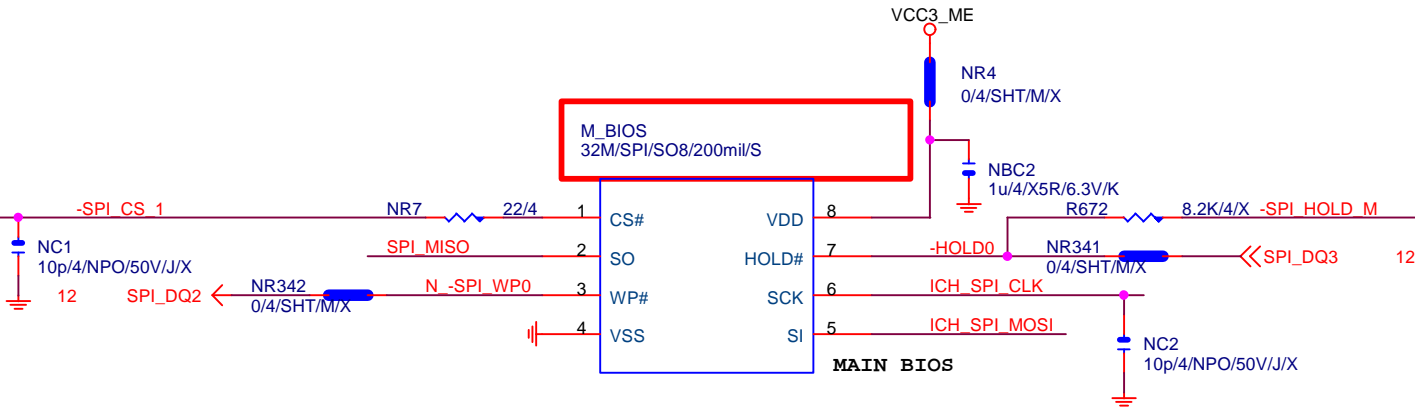 VCC3_ME
NR4
0/4/SHT/M/X
M_BIOS
32M/SPI/SO8/200mil/S
NBC2
1u/4/X5R/6.3V/K
-SPI_CS_1
NR7
22/4
1
CS#
VDD
8
R672
8.2K/4/X
-SPI_HOLD_M
NC1
10p/4/NPO/50V/J/X
SPI_MISO
2
SO
HOLD#
7
-HOLD0
NR341
0/4/SHT/M/X
SPI_DQ3
12
12
SPI_DQ2
NR342
0/4/SHT/M/X
N_-SPI_WP0
3
WP#
SCK
6
ICH_SPI_CLK
4
VSS
SI
5
ICH_SPI_MOSI
NC2
10p/4/NPO/50V/J/X
MAIN BIOS